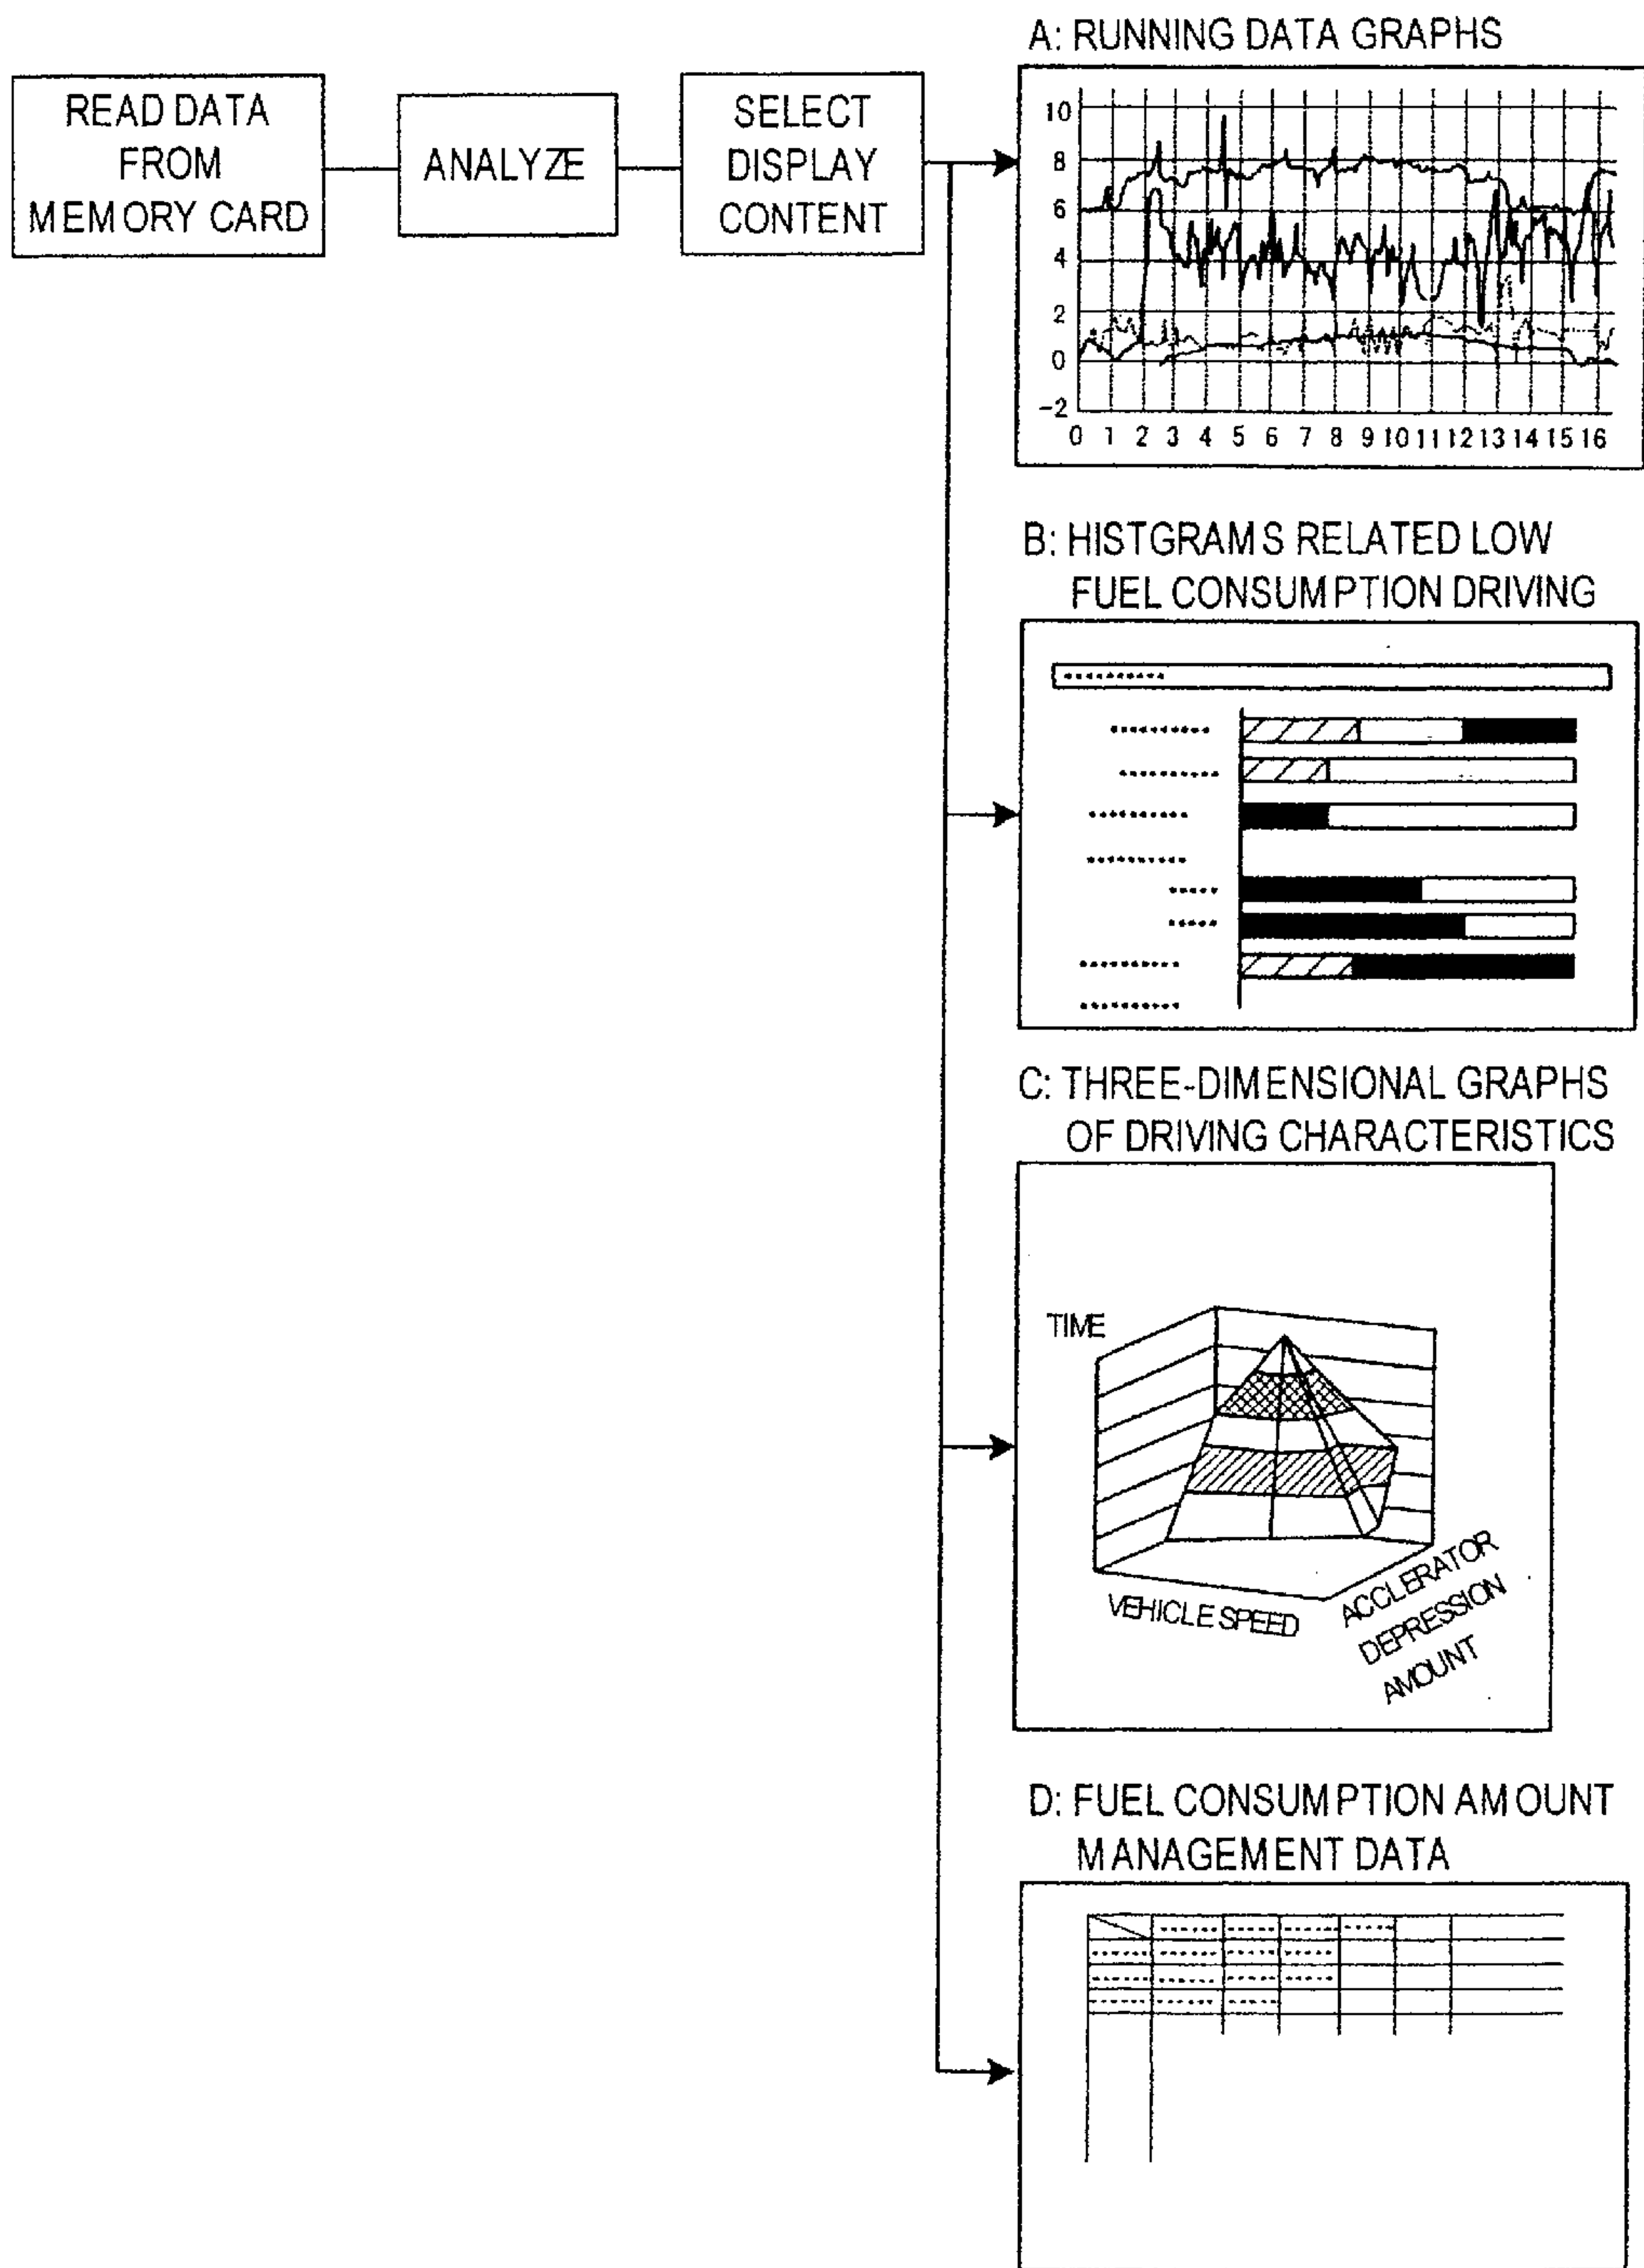 READ DATA
FROM
MEMORY CARD
ANALYZE
SELECT
DISPLAY
CONTENT
A: RUNNING DATA GRAPHS
10
8
6
4
2
0
-2
0 1 2 3 4 5 6 7 8 9 10 11 12 13 14 15 16
B: HISTGRAMS RELATED LOW
FUEL CONSUMPTION DRIVING
C: THREE-DIMENSIONAL GRAPHS
OF DRIVING CHARACTERISTICS
TIME
VEHICLE SPEED
ACCLERATOR
DEPRESSION
AMOUNT
D: FUEL CONSUMPTION AMOUNT
MANAGEMENT DATA